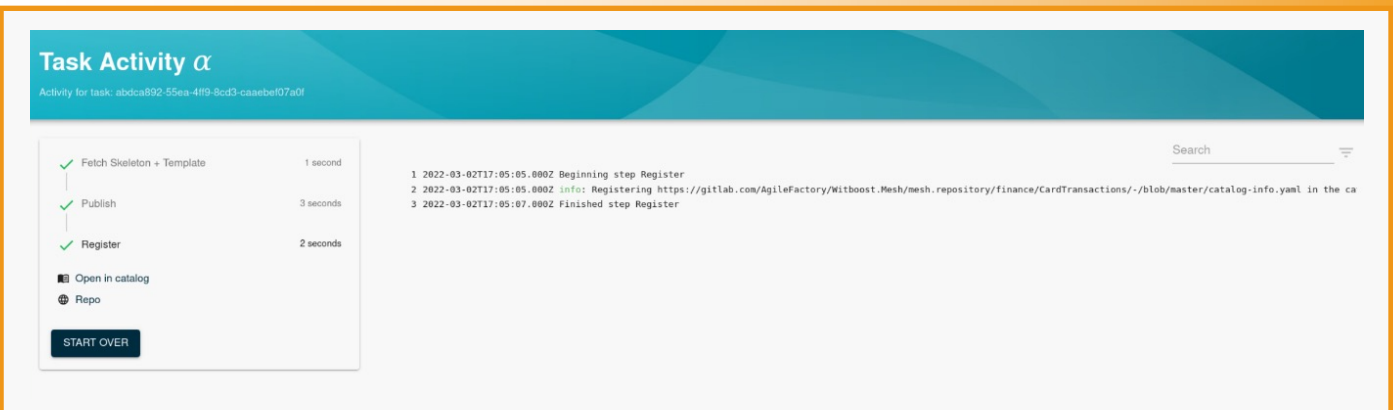 Task Activity α
Activity for task: abdca892-55ea-4ff9-8cd3-caaebef07a0f
Fetch Skeleton + Template 1 second
Publish 3 seconds
Register 2 seconds
Open in catalog
Repo
START OVER
Search
1 2022-03-02T17:05:05.000Z Beginning step Register
2 2022-03-02T17:05:05.000Z info: Registering https://gitlab.com/AgileFactory/Witboost.Mesh/mesh.repository/finance/CardTransactions/-/blob/master/catalog-info.yaml in the ca
3 2022-03-02T17:05:07.000Z Finished step Register